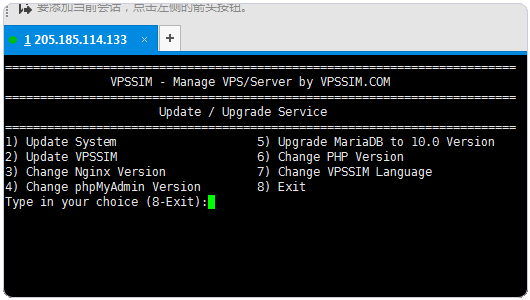 要添加当前会话，点击左侧的箭头按钮。
1 205.185.114.133 × +
VPSSIM - Manage VPS/Server by VPSSIM.COM
Update / Upgrade Service
1) Update System 5) Upgrade MariaDB to 10.0 Version
2) Update VPSSIM 6) Change PHP Version
3) Change Nginx Version 7) Change VPSSIM Language
4) Change phpMyAdmin Version 8) Exit
Type in your choice (8-Exit):